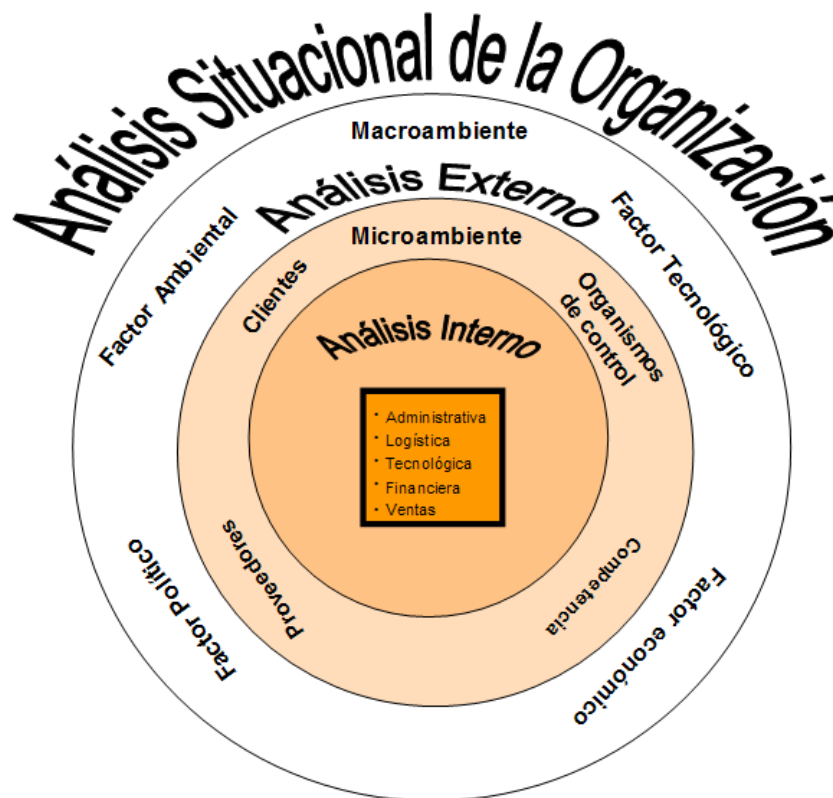 Análisis Situacional de la Organización
Macroambiente
Análisis Externo
Factor Ambiental
Factor Tecnológico
Microambiente
Clientes
Organismos
de control
Análisis Interno
· Administrativa
· Logística
· Tecnológica
· Financiera
· Ventas
Proveedores
Competencia
Factor Político
Factor económico